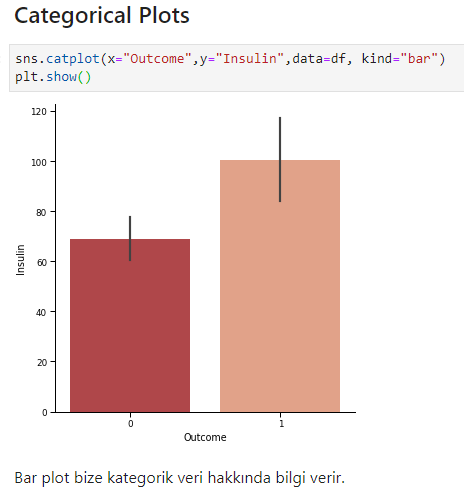 Categorical Plots
sns.catplot(x="Outcome",y="Insulin",data=df, kind="bar")
plt.show()
120
100
80
60
40
20
0
Insulin
0 1
Outcome
Bar plot bize kategorik veri hakkında bilgi verir.